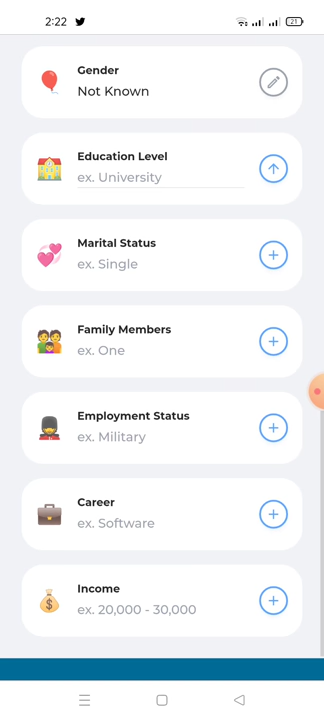 2:22
21
Gender
Not Known
Education Level
ex. University
Marital Status
ex. Single
Family Members
ex. One
Employment Status
ex. Military
Career
ex. Software
Income
ex. 20,000 - 30,000